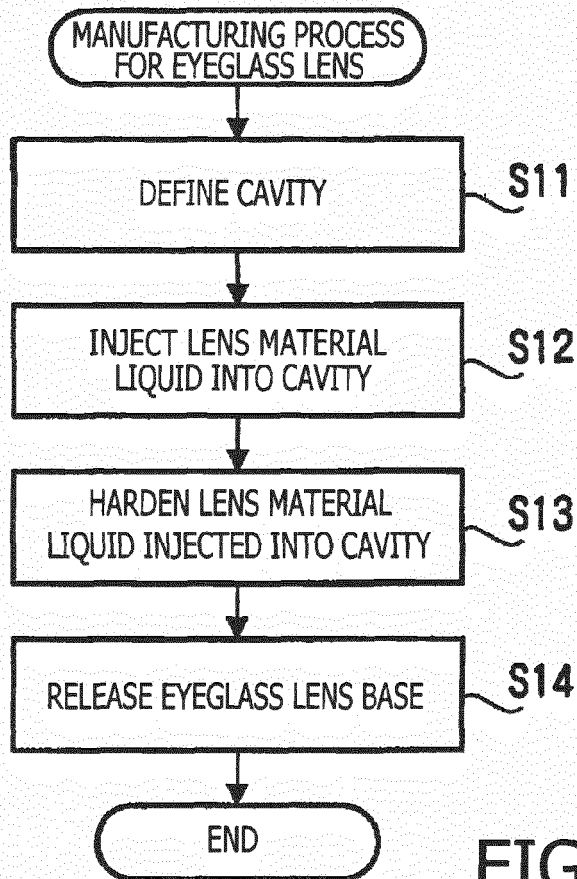 MANUFACTURING PROCESS
FOR EYEGLASS LENS
DEFINE CAVITY
S11
INJECT LENS MATERIAL
LIQUID INTO CAVITY
S12
HARDEN LENS MATERIAL
LIQUID INJECTED INTO CAVITY
S13
RELEASE EYEGLASS LENS BASE
S14
END
FIG